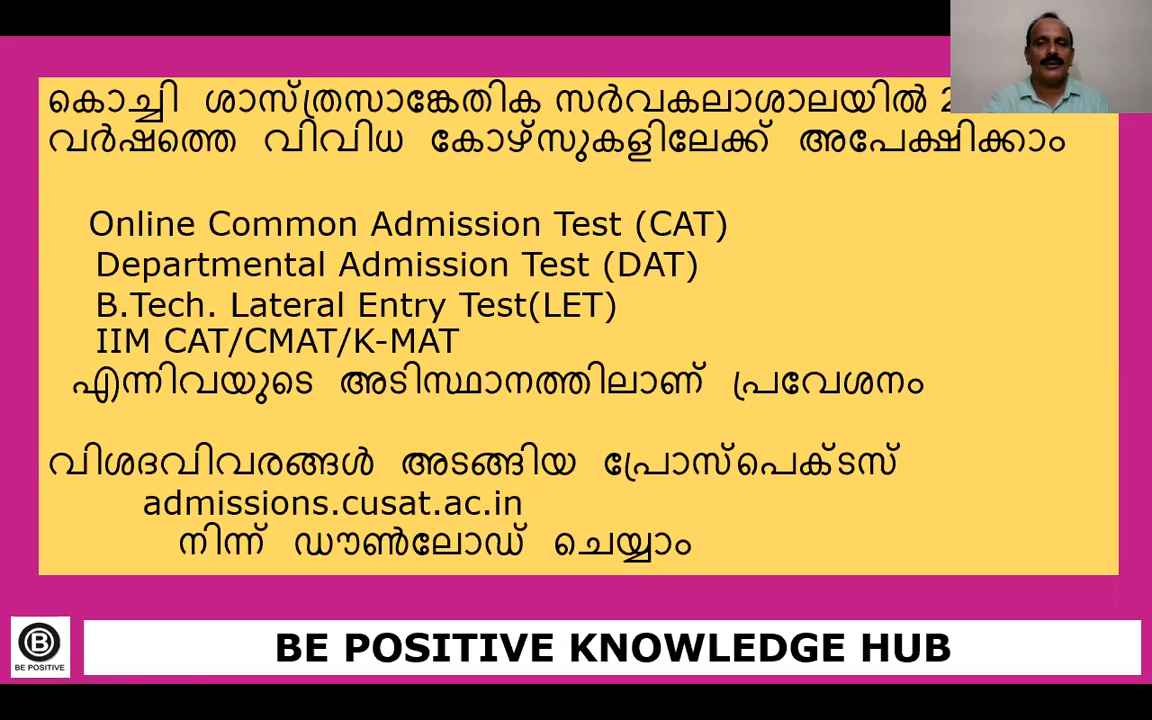 കൊച്ചി ശാസ്ത്രസാങ്കേതിക സർവകലാശാലയിൽ
വർഷത്തെ വിവിധ കോഴ്സുകളിലേക്ക് അപേക്ഷിക്കാം
Online Common Admission Test (CAT)
Departmental Admission Test (DAT)
B.Tech. Lateral Entry Test(LET)
IIM CAT/CMAT/K-MAT
എന്നിവയുടെ അടിസ്ഥാനത്തിലാണ് പ്രവേശനം
വിശദവിവരങ്ങൾ അടങ്ങിയ പ്രോസ്പെക്ടസ്
admissions.cusat.ac.in
നിന്ന് ഡൗൺലോഡ് ചെയ്യാം
B
BE POSITIVE
BE POSITIVE KNOWLEDGE HUB